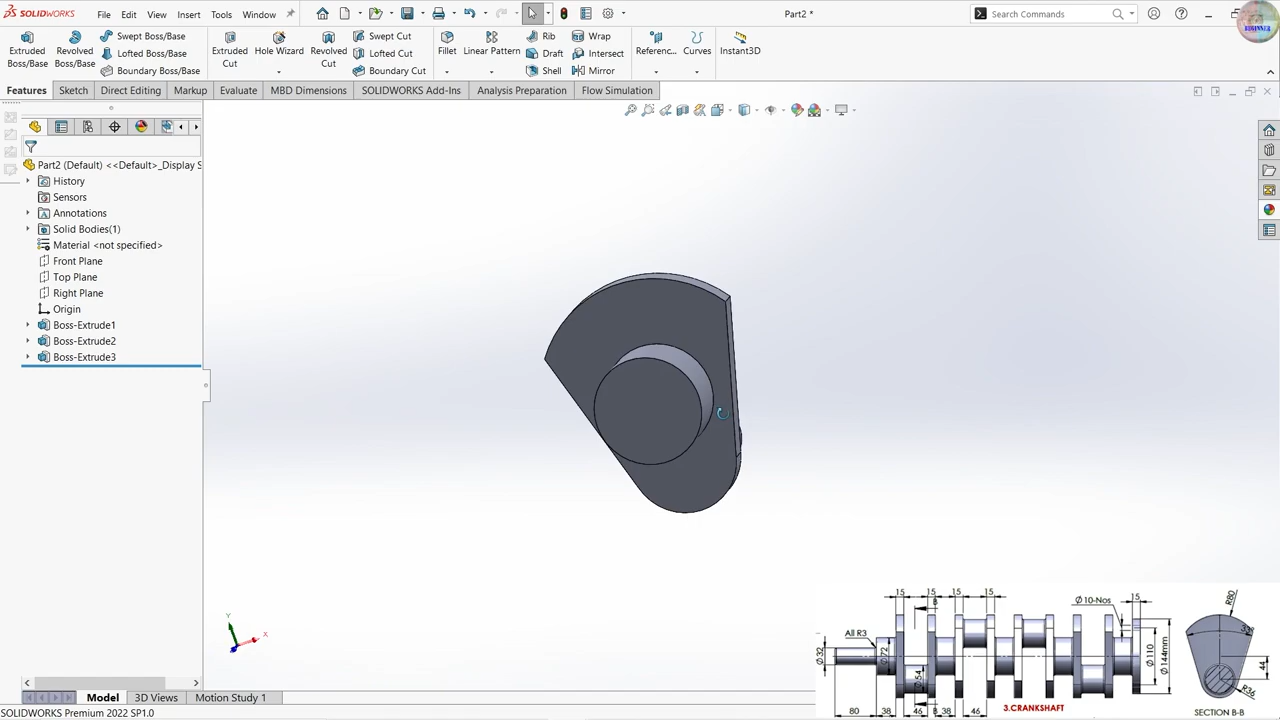 SOLIDWORKS
File Edit View Insert Tools Window
Part2 *
Search Commands
BEGINNER
Extruded Boss/Base
Revolved Boss/Base
Swept Boss/Base
Lofted Boss/Base
Boundary Boss/Base
Extruded Cut
Hole Wizard
Revolved Cut
Swept Cut
Lofted Cut
Boundary Cut
Fillet
Linear Pattern
Rib
Draft
Shell
Wrap
Intersect
Mirror
Referenc...
Curves
Instant3D
Features Sketch Direct Editing Markup Evaluate MBD Dimensions SOLIDWORKS Add-Ins Analysis Preparation Flow Simulation
Part2 (Default) <<Default>_Display S
History
Sensors
Annotations
Solid Bodies(1)
Material <not specified>
Front Plane
Top Plane
Right Plane
Origin
Boss-Extrude1
Boss-Extrude2
Boss-Extrude3
Y
X
15 15 15 15 Ø 10-Nos 15
B
All R3
Ø 32
Ø 72
Ø 54
Ø 110
Ø 144mm
80 38 46 B 38 46
3.CRANKSHAFT
R80
44
R36
SECTION B-B
Model 3D Views Motion Study 1
SOLIDWORKS Premium 2022 SP1.0